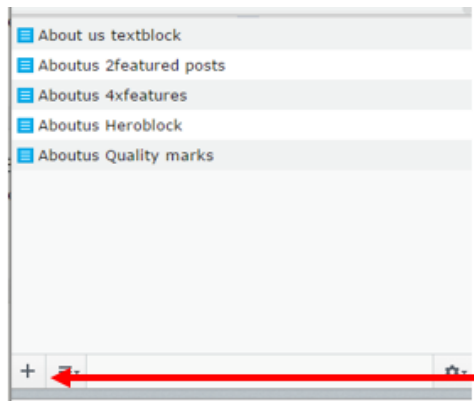 About us textblock
Aboutus 2featured posts
Aboutus 4xfeatures
Aboutus Heroblock
Aboutus Quality marks